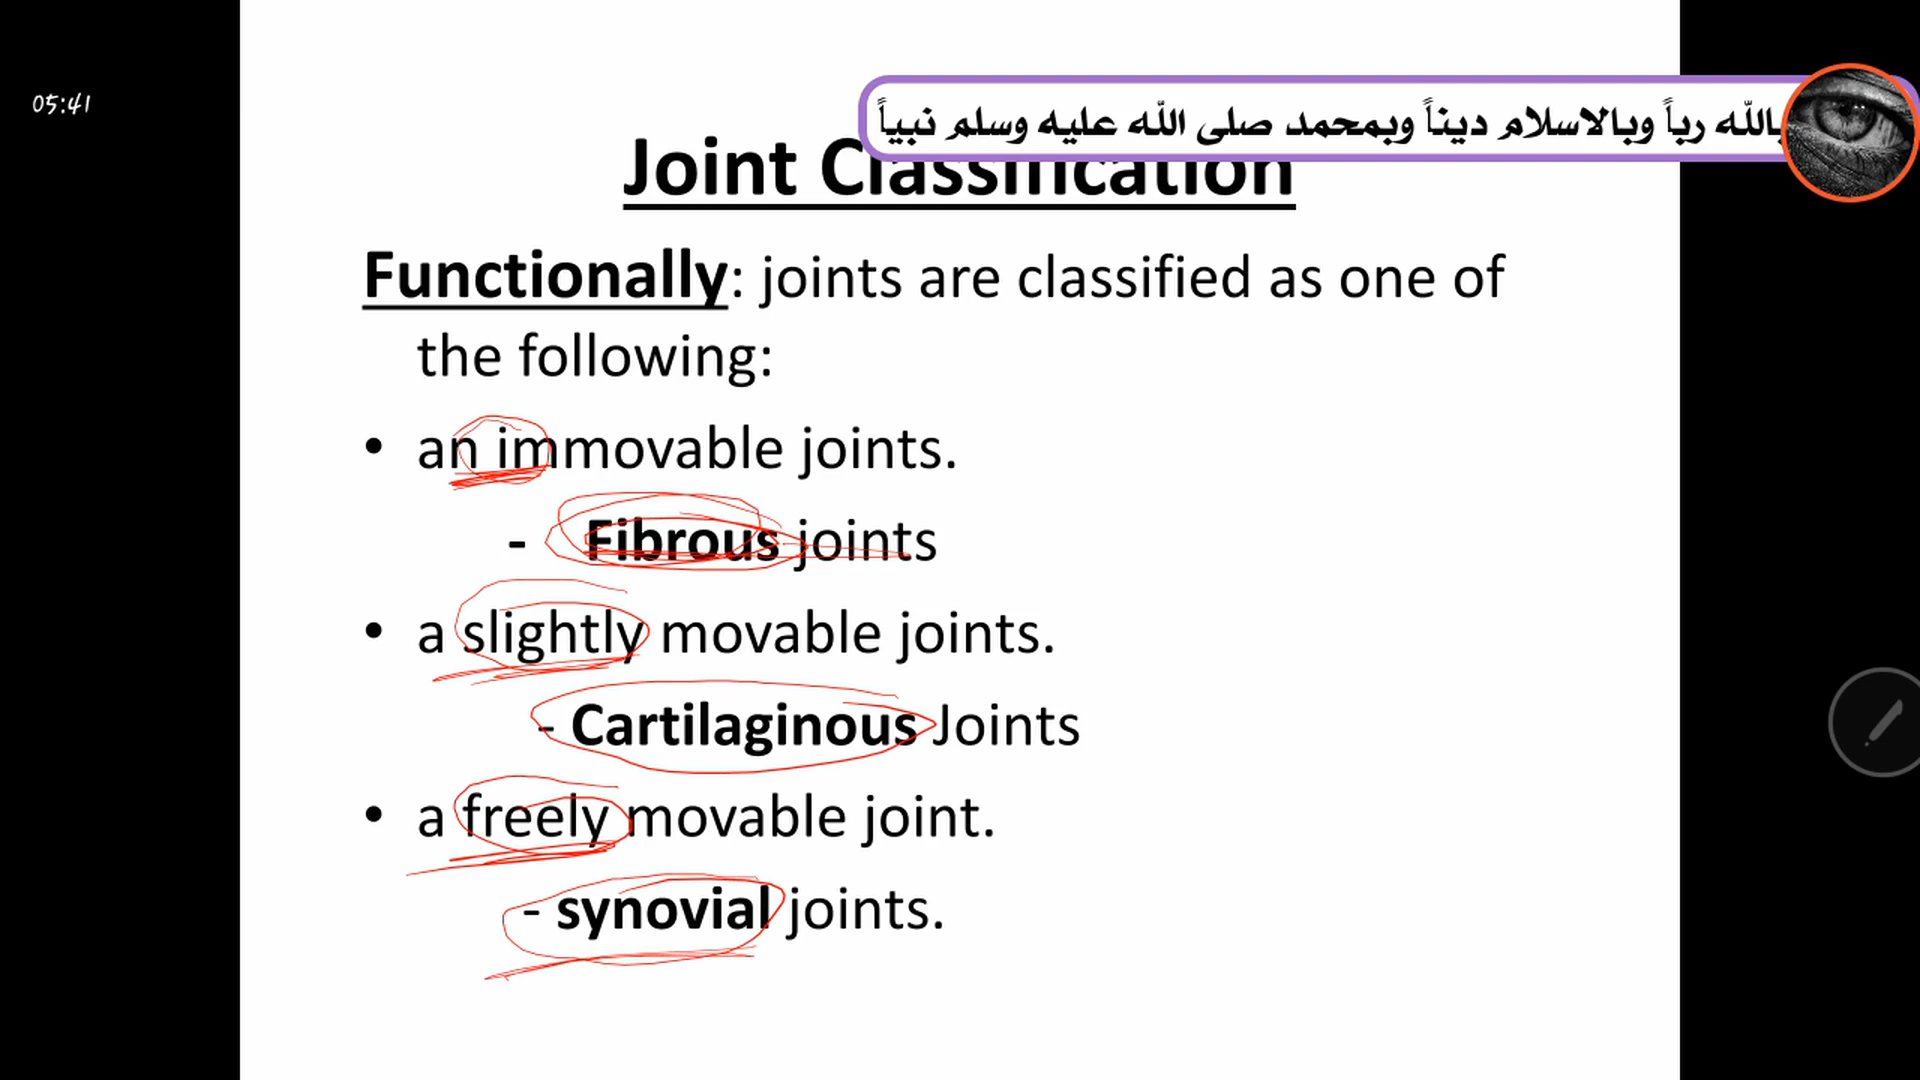 05:41
بالله رباً وبالاسلام ديناً وبمحمد صلى الله عليه وسلم نبياً
Joint Classification
Functionally: joints are classified as one of
the following:
• an immovable joints.
- Fibrous joints
• a slightly movable joints.
- Cartilaginous Joints
• a freely movable joint.
- synovial joints.